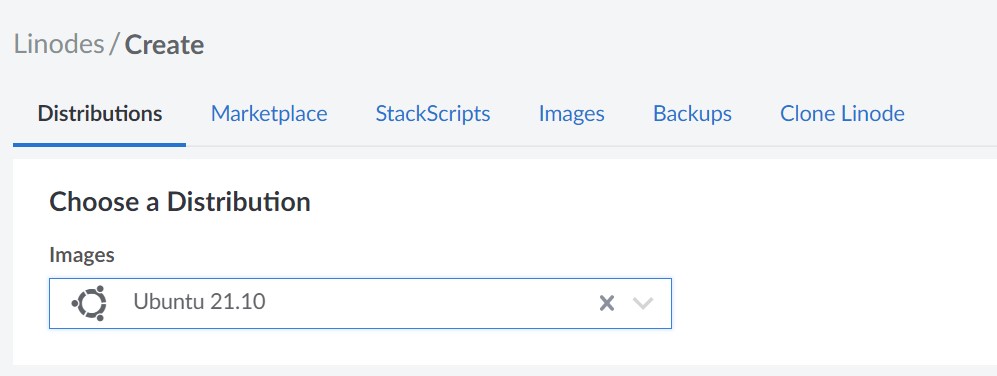 Linodes / Create
Distributions Marketplace StackScripts Images Backups Clone Linode
Choose a Distribution
Images
Ubuntu 21.10